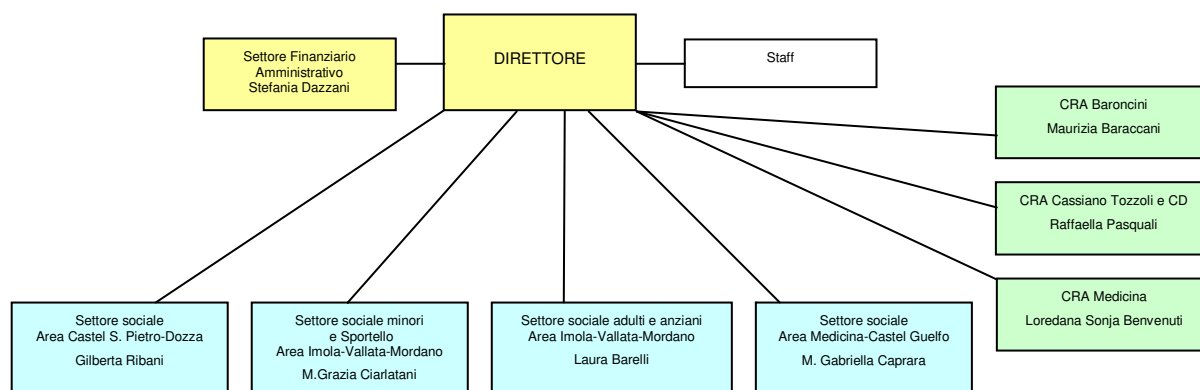 Settore Finanziario
Amministrativo
Stefania Dazzani
DIRETTORE
Staff
CRA Baroncini
Maurizia Baraccani
CRA Cassiano Tozzoli e CD
Raffaella Pasquali
CRA Medicina
Loredana Sonja Benvenuti
Settore sociale
Area Castel S. Pietro-Dozza
Gilberta Ribani
Settore sociale minori
e Sportello
Area Imola-Vallata-Mordano
M.Grazia Ciarlatani
Settore sociale adulti e anziani
Area Imola-Vallata-Mordano
Laura Barelli
Settore sociale
Area Medicina-Castel Guelfo
M. Gabriella Caprara